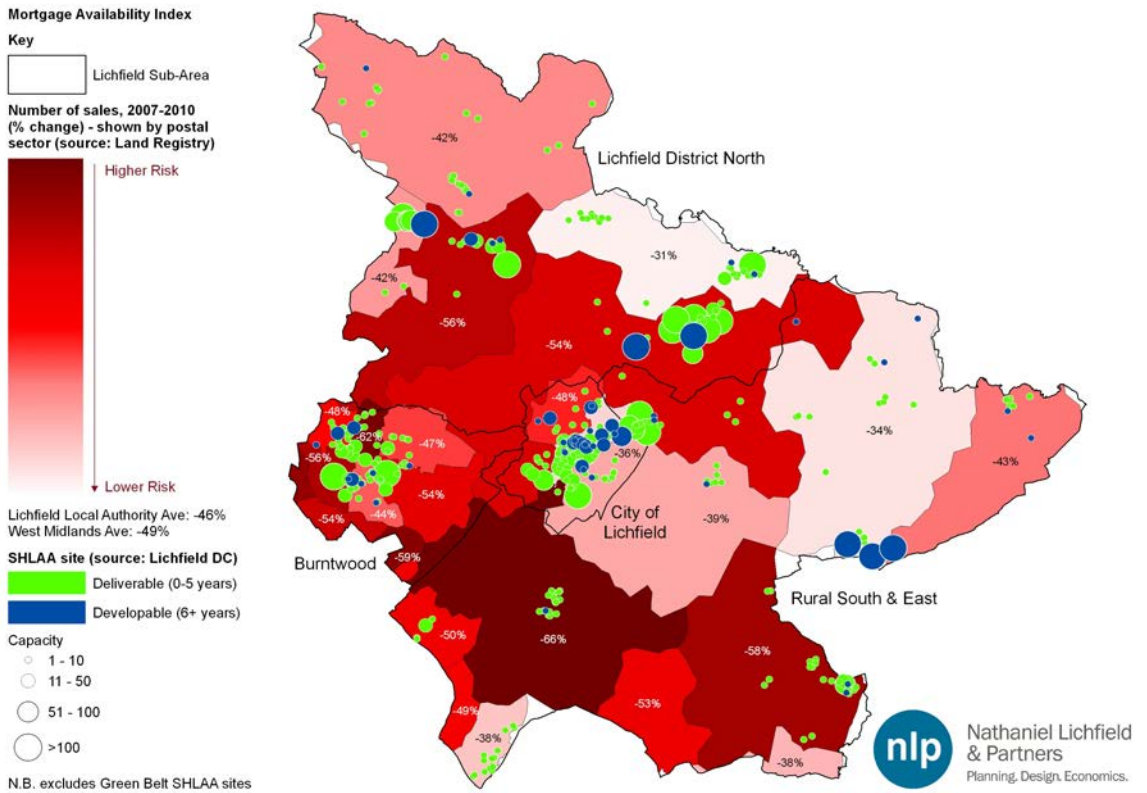 Mortgage Availability Index
Key
Lichfield Sub-Area
Number of sales, 2007-2010
(% change) - shown by postal
sector (source: Land Registry)
Higher Risk
Lower Risk
Lichfield Local Authority Ave: -46%
West Midlands Ave: -49%
SHLAA site (source: Lichfield DC)
Deliverable (0-5 years)
Developable (6+ years)
Capacity
1 - 10
11 - 50
51 - 100
>100
N.B. excludes Green Belt SHLAA sites
-42%
Lichfield District North
-31%
-42%
-56%
-54%
-48%
-48%
-62%
-47%
-36%
-34%
-56%
-43%
-54%
-44%
-54%
-39%
City of
Lichfield
-59%
Burntwood
Rural South & East
-50%
-66%
-58%
-53%
-49%
-38%
-38%
nlp
Nathaniel Lichfield
& Partners
Planning. Design. Economics.